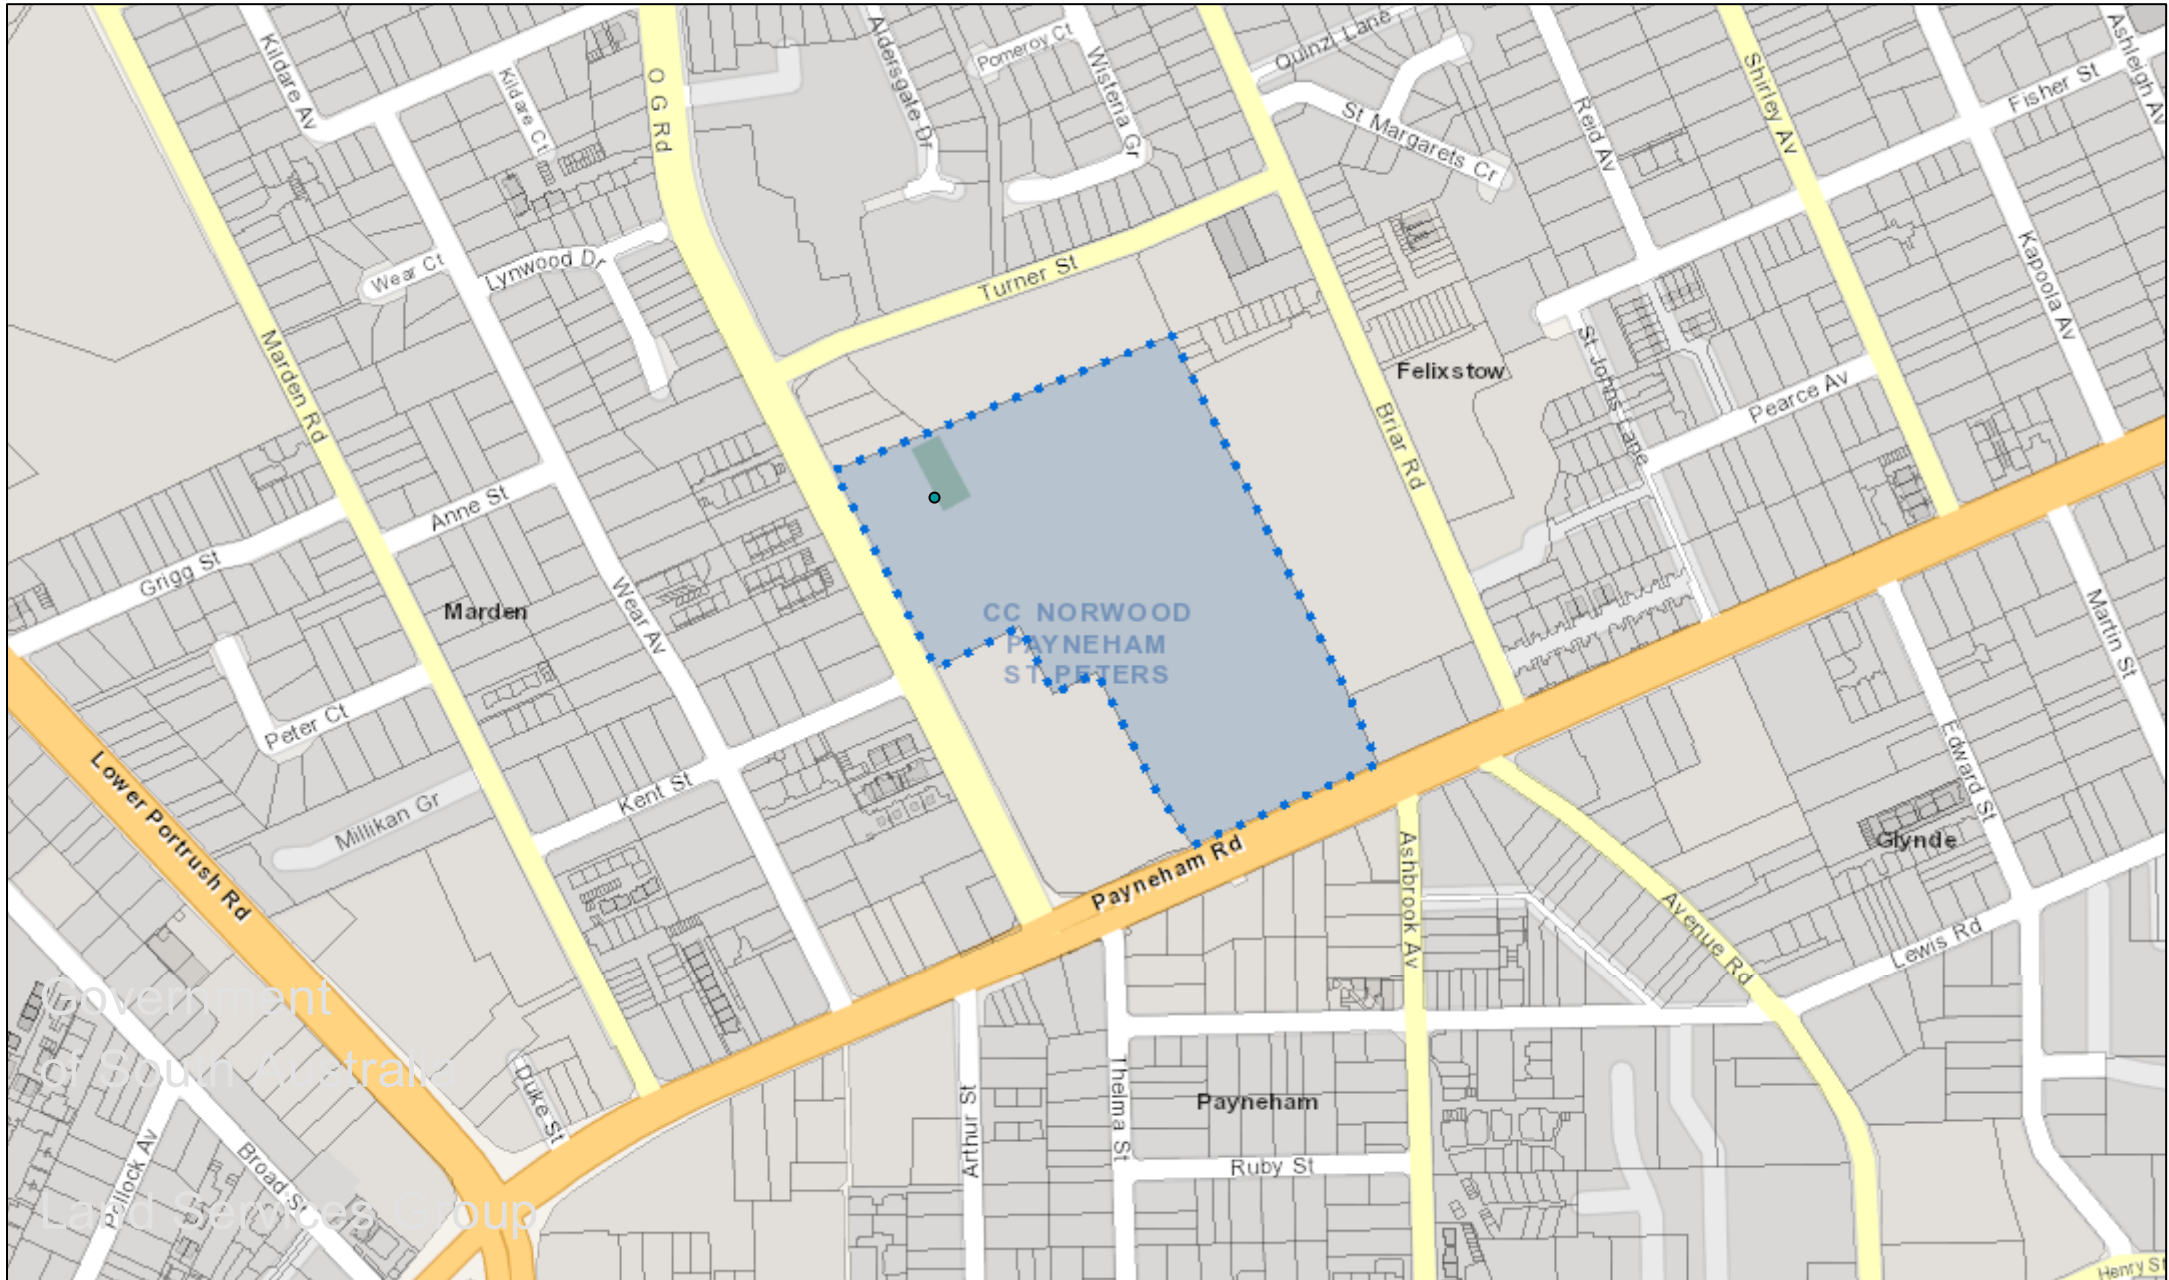 Kildare Av
Kildare Ct
O G Rd
Aldersgate Dr
Pomeroy Ct
Wisteria Gr
Quinzi Lane
St Margarets Cr
Reid Av
Shirley Av
Fisher St
Ashleigh Av
Wear Ct
Lynwood Dr
Turner St
Kapoola Av
Marden Rd
Felixstow
St Johns Lane
Pearce Av
Briar Rd
Anne St
Grigg St
Marden
Wear Av
CC NORWOOD
PAYNEHAM
ST PETERS
Martin St
Peter Ct
Lower Portrush Rd
Millikan Gr
Kent St
Edward St
Glynde
Payneham Rd
Ashbrook Av
Avenue Rd
Lewis Rd
Government
of South Australia
Land Services Group
Duke St
Arthur St
Thelma St
Payneham
Ruby St
Pollock Av
Broad St
Henry St